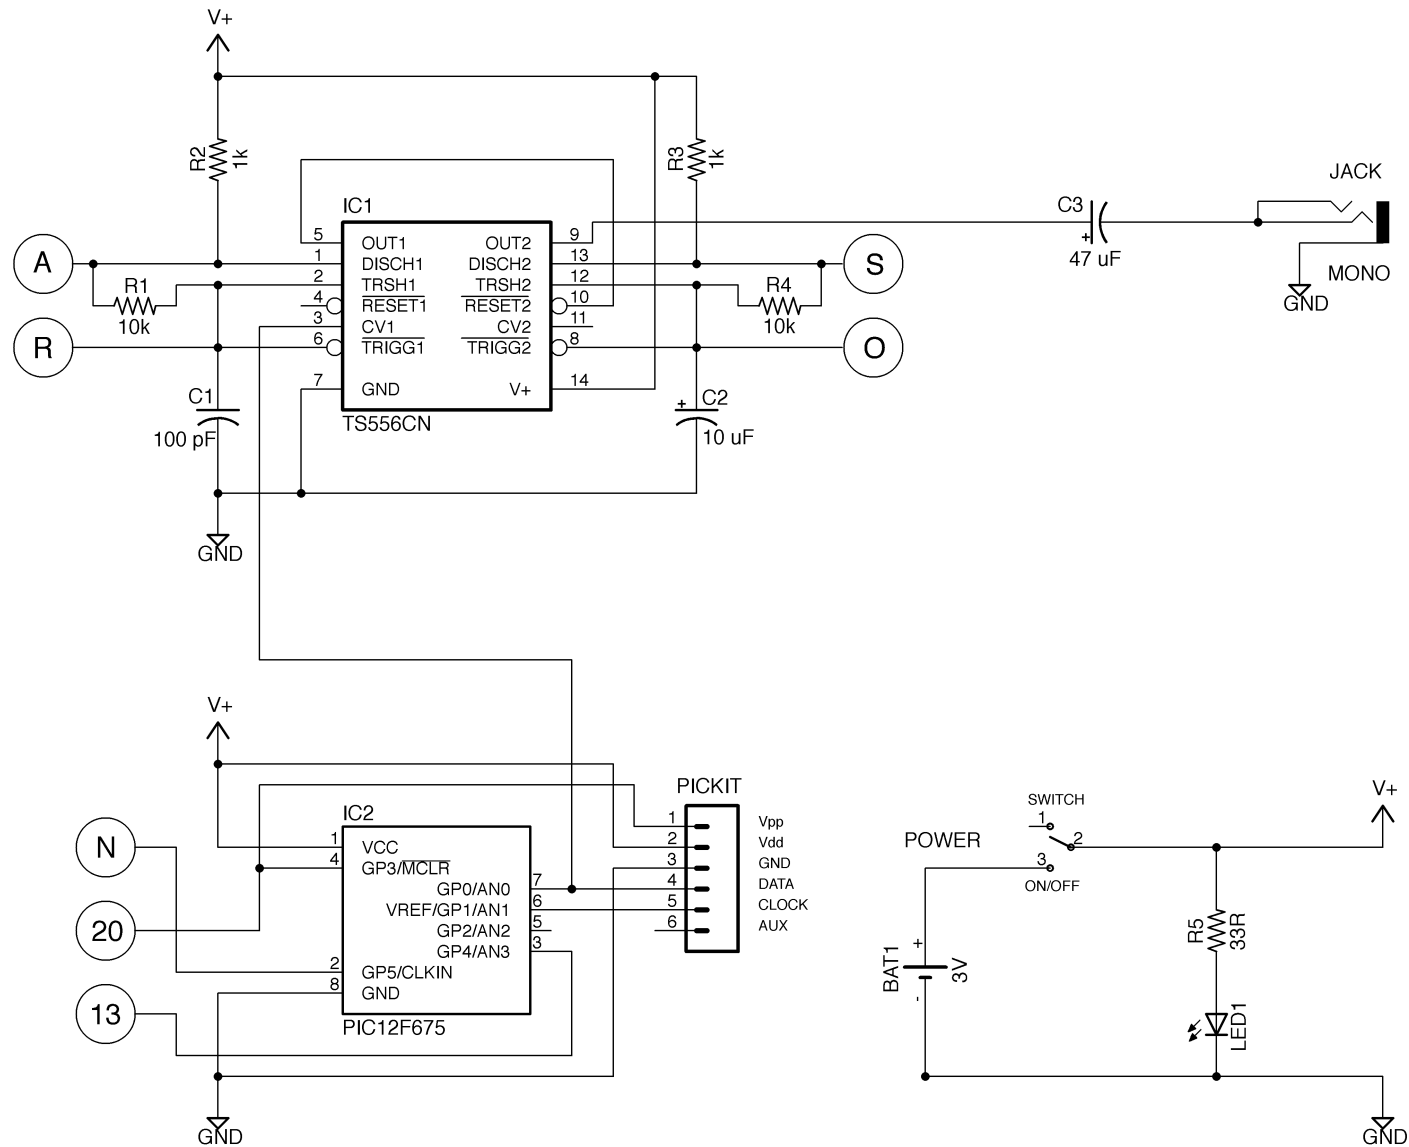 V+
R2
1k
R3
1k
JACK
C3
+
47 uF
MONO
GND
IC1
5
OUT1
OUT2
9
A
1
DISCH1
DISCH2
13
S
R1
2
TRSH1
TRSH2
12
R4
10k
4
RESET1
RESET2
10
10k
3
CV1
CV2
11
R
6
TRIGG1
TRIGG2
8
O
7
GND
V+
14
C1
100 pF
TS556CN
+
C2
10 uF
GND
V+
PICKIT
IC2
1
Vpp
2
Vdd
3
GND
4
DATA
5
CLOCK
6
AUX
N
1
VCC
4
GP3/MCLR
GP0/AN0
7
VREF/GP1/AN1
6
20
GP2/AN2
5
GP4/AN3
3
2
GP5/CLKIN
8
GND
13
PIC12F675
GND
V+
SWITCH
1
POWER
2
3
ON/OFF
R5
33R
BAT1
+
3V
-
LED1
GND